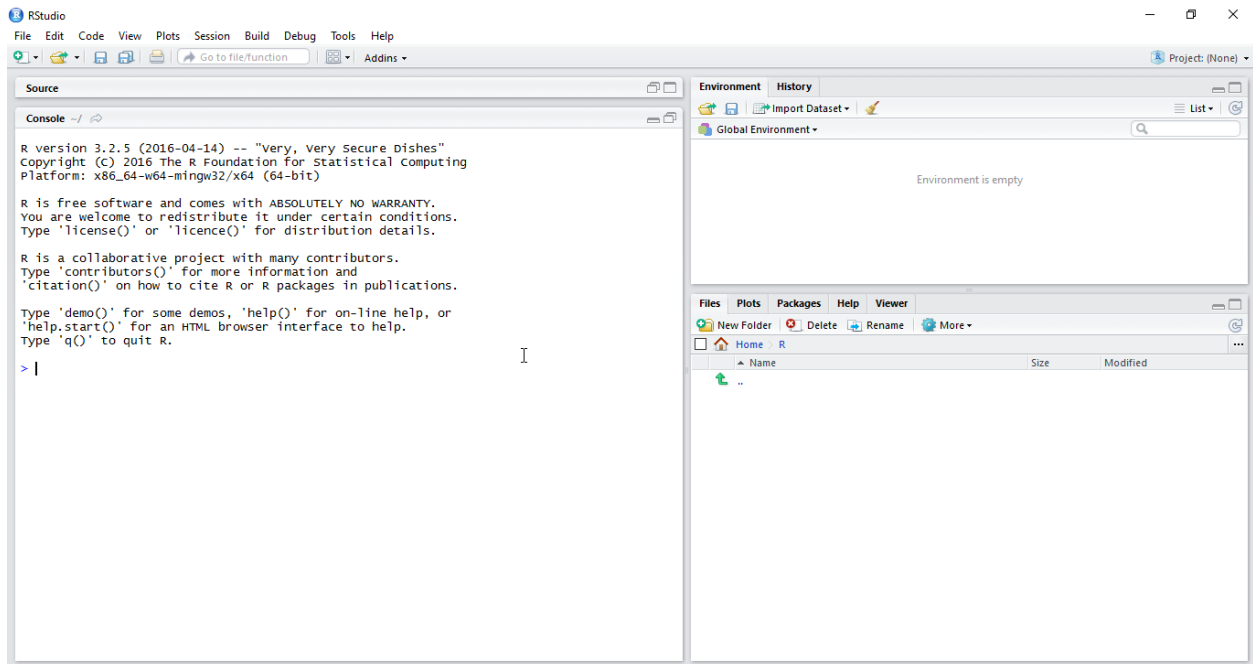 RStudio
File Edit Code View Plots Session Build Debug Tools Help
Go to file/function Addins Project: (None)
Source
Console ~/
R version 3.2.5 (2016-04-14) -- "Very, Very Secure Dishes"
Copyright (C) 2016 The R Foundation for Statistical Computing
Platform: x86_64-w64-mingw32/x64 (64-bit)
R is free software and comes with ABSOLUTELY NO WARRANTY.
You are welcome to redistribute it under certain conditions.
Type 'license()' or 'licence()' for distribution details.
R is a collaborative project with many contributors.
Type 'contributors()' for more information and
'citation()' on how to cite R or R packages in publications.
Type 'demo()' for some demos, 'help()' for on-line help, or
'help.start()' for an HTML browser interface to help.
Type 'q()' to quit R.
>
Environment History
Import Dataset List
Global Environment
Environment is empty
Files Plots Packages Help Viewer
New Folder Delete Rename More
Home R ...
Name Size Modified
..